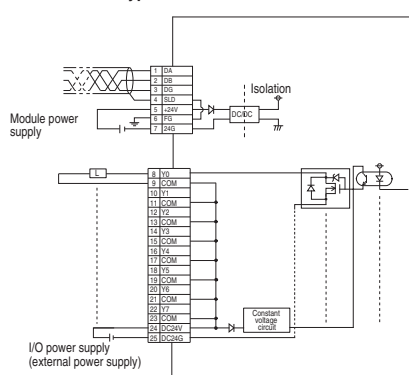 1 DA
2 DB
3 DG
4 SLD
5 +24V
6 FG
7 24G
Isolation
DC/DC
Module power
supply
L
8 Y0
9 COM
10 Y1
11 COM
12 Y2
13 COM
14 Y3
15 COM
16 Y4
17 COM
18 Y5
19 COM
20 Y6
21 COM
22 Y7
23 COM
24 DC24V
25 DC24G
Constant
voltage
circuit
I/O power supply
(external power supply)